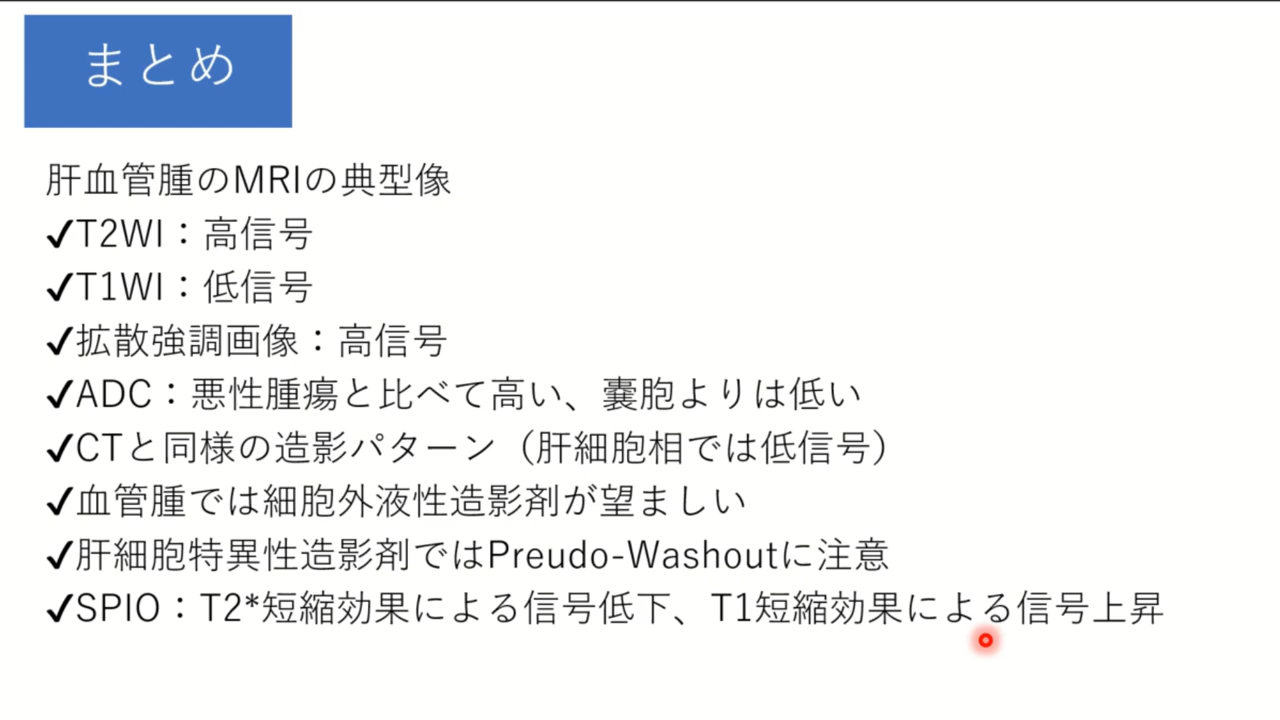 まとめ
肝血管腫のMRIの典型像
✓T2WI：高信号
✓T1WI：低信号
✓拡散強調画像：高信号
✓ADC：悪性腫瘍と比べて高い、嚢胞よりは低い
✓CTと同様の造影パターン（肝細胞相では低信号）
✓血管腫では細胞外液性造影剤が望ましい
✓肝細胞特異性造影剤ではPreudo-Washoutに注意
✓SPIO：T2*短縮効果による信号低下、T1短縮効果による信号上昇